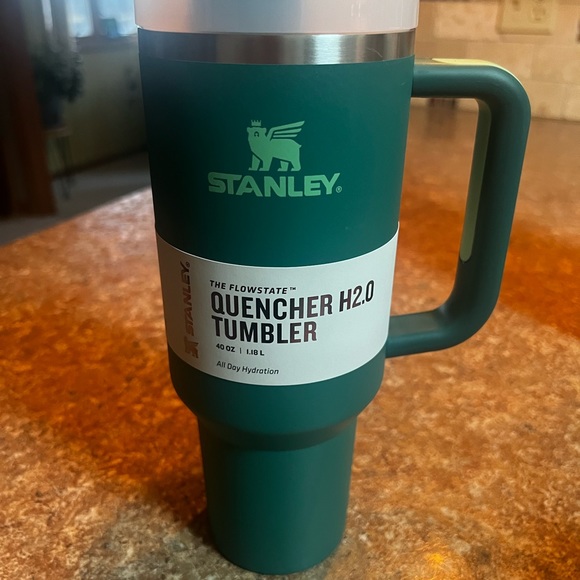 STANLEY®
STANLEY®
THE FLOWSTATE™
QUENCHER H2.0
TUMBLER
40 OZ | 1.18 L
All Day Hydration